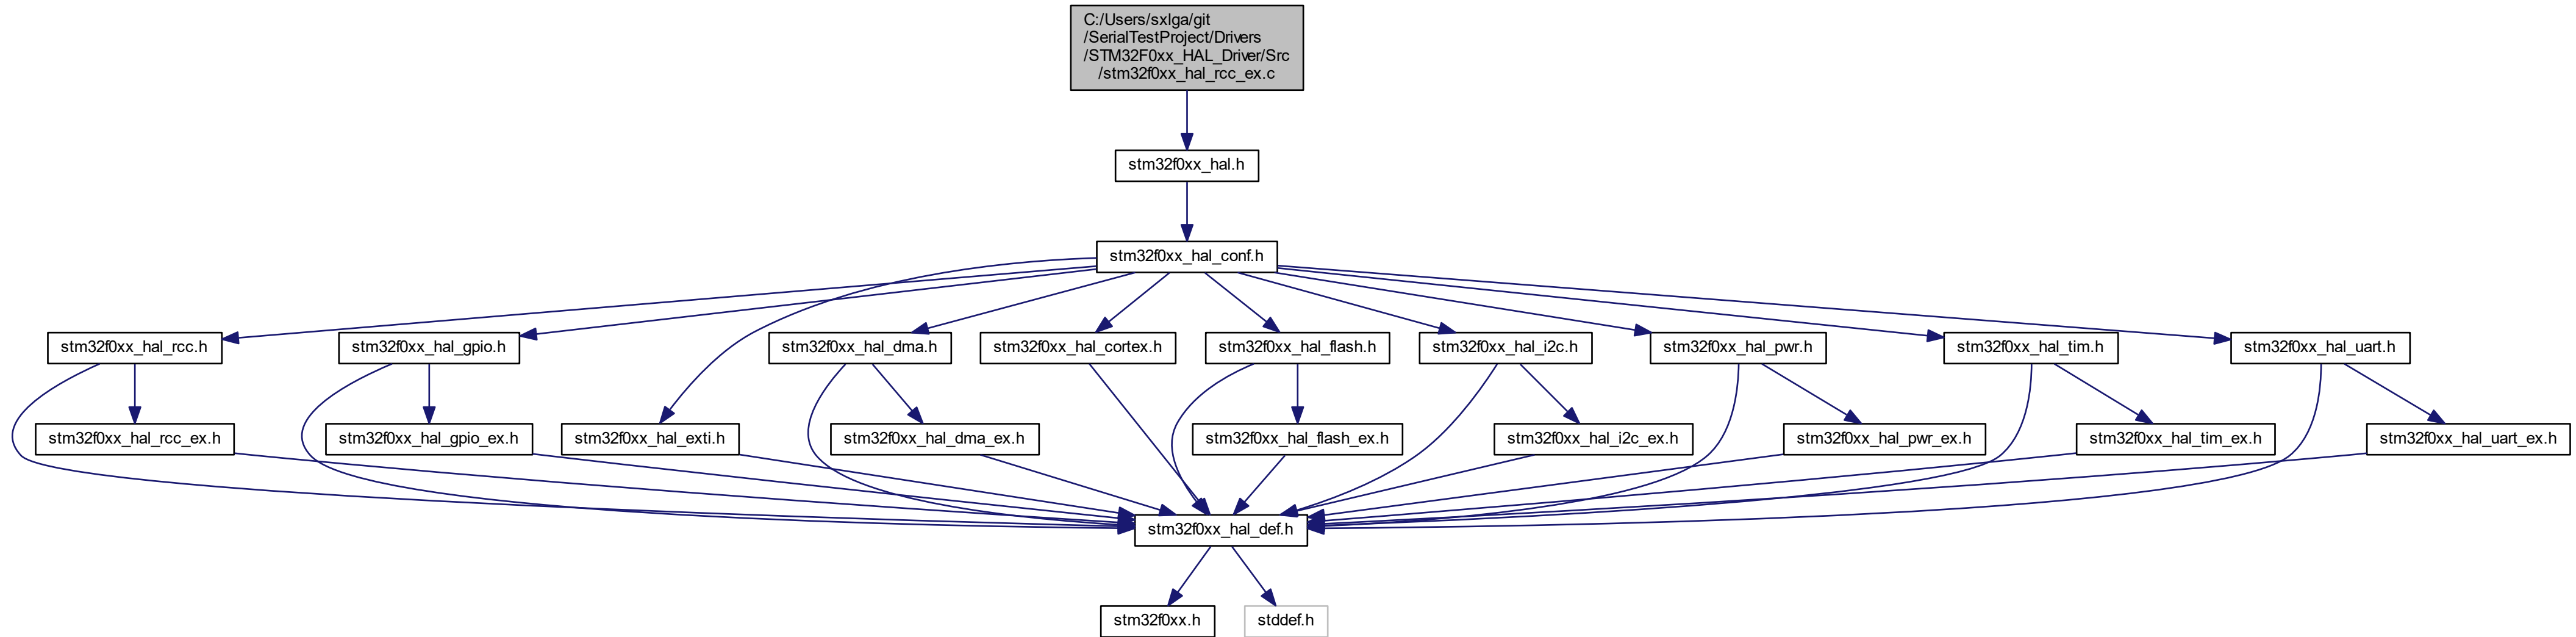 C:/Users/sxlga/git
/SerialTestProject/Drivers
/STM32F0xx_HAL_Driver/Src
/stm32f0xx_hal_rcc_ex.c
stm32f0xx_hal.h
stm32f0xx_hal_conf.h
stm32f0xx_hal_rcc.h
stm32f0xx_hal_gpio.h
stm32f0xx_hal_dma.h
stm32f0xx_hal_cortex.h
stm32f0xx_hal_flash.h
stm32f0xx_hal_i2c.h
stm32f0xx_hal_pwr.h
stm32f0xx_hal_tim.h
stm32f0xx_hal_uart.h
stm32f0xx_hal_rcc_ex.h
stm32f0xx_hal_gpio_ex.h
stm32f0xx_hal_exti.h
stm32f0xx_hal_dma_ex.h
stm32f0xx_hal_flash_ex.h
stm32f0xx_hal_i2c_ex.h
stm32f0xx_hal_pwr_ex.h
stm32f0xx_hal_tim_ex.h
stm32f0xx_hal_uart_ex.h
stm32f0xx_hal_def.h
stm32f0xx.h
stddef.h